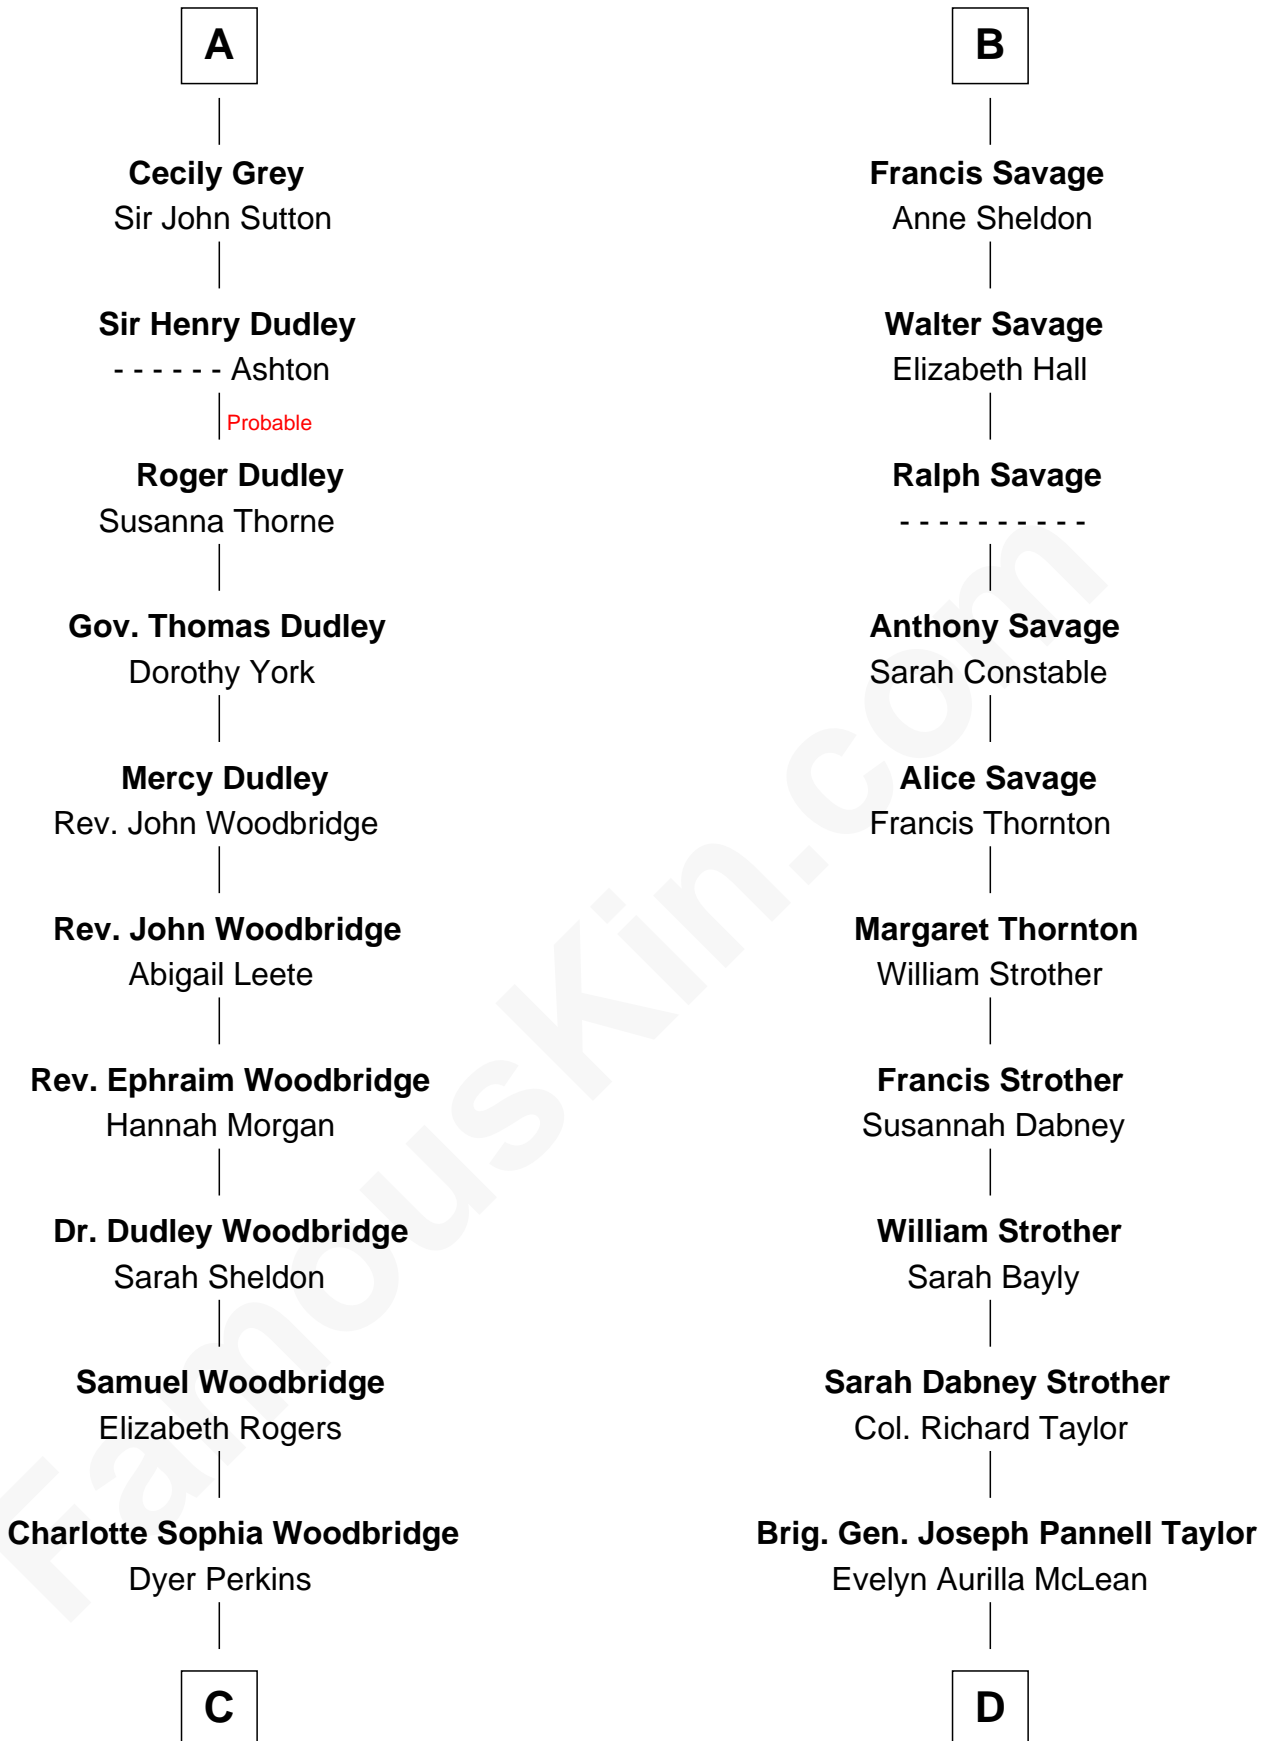 A
Cecily Grey
Sir John Sutton
Sir Henry Dudley
- - - - - - Ashton
Probable
Roger Dudley
Susanna Thorne
Gov. Thomas Dudley
Dorothy York
Mercy Dudley
Rev. John Woodbridge
Rev. John Woodbridge
Abigail Leete
Rev. Ephraim Woodbridge
Hannah Morgan
Dr. Dudley Woodbridge
Sarah Sheldon
Samuel Woodbridge
Elizabeth Rogers
Charlotte Sophia Woodbridge
Dyer Perkins
C
B
Francis Savage
Anne Sheldon
Walter Savage
Elizabeth Hall
Ralph Savage
- - - - - - - - - -
Anthony Savage
Sarah Constable
Alice Savage
Francis Thornton
Margaret Thornton
William Strother
Francis Strother
Susannah Dabney
William Strother
Sarah Bayly
Sarah Dabney Strother
Col. Richard Taylor
Brig. Gen. Joseph Pannell Taylor
Evelyn Aurilla McLean
D
FamousKin.com